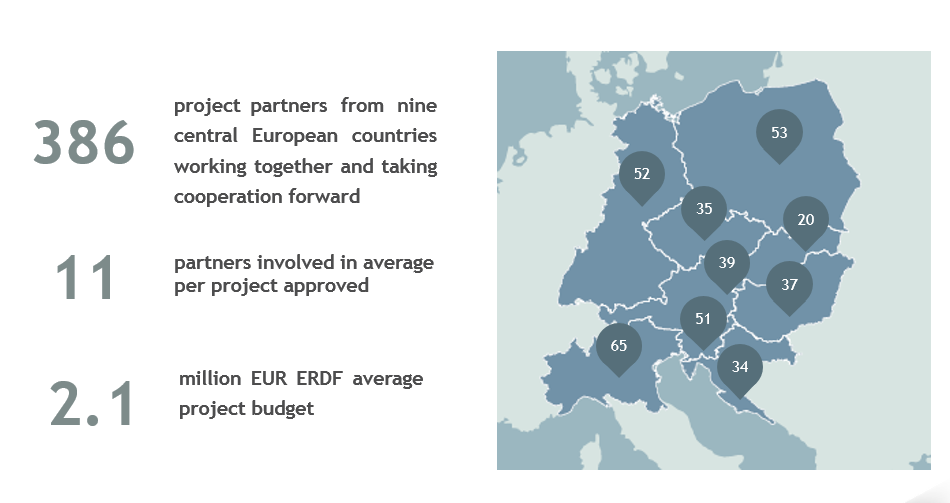 386
project partners from nine
central European countries
working together and taking
cooperation forward
11
partners involved in average
per project approved
2.1
million EUR ERDF average
project budget
53
52
35
20
39
37
51
65
34